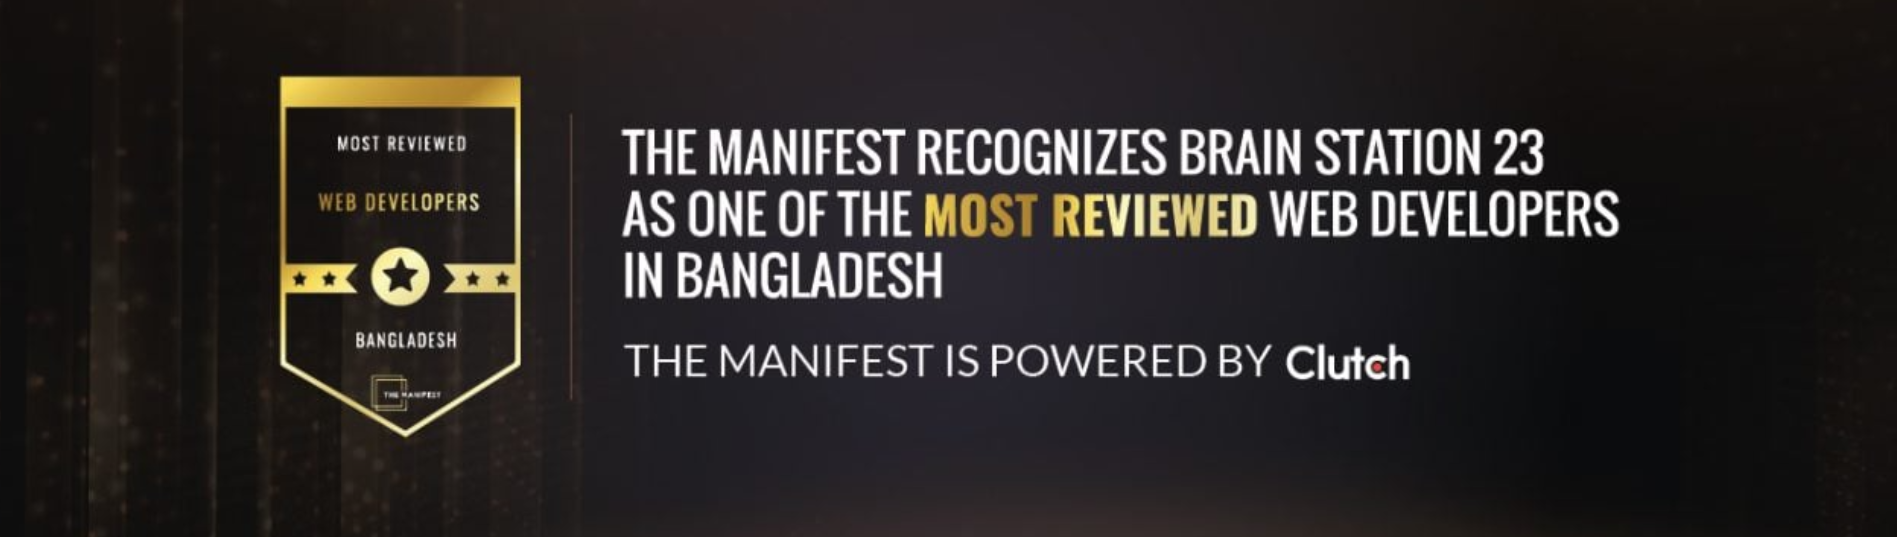 MOST REVIEWED
WEB DEVELOPERS
BANGLADESH
THE MANIFEST
THE MANIFEST RECOGNIZES BRAIN STATION 23
AS ONE OF THE MOST REVIEWED WEB DEVELOPERS
IN BANGLADESH
THE MANIFEST IS POWERED BY Clutch